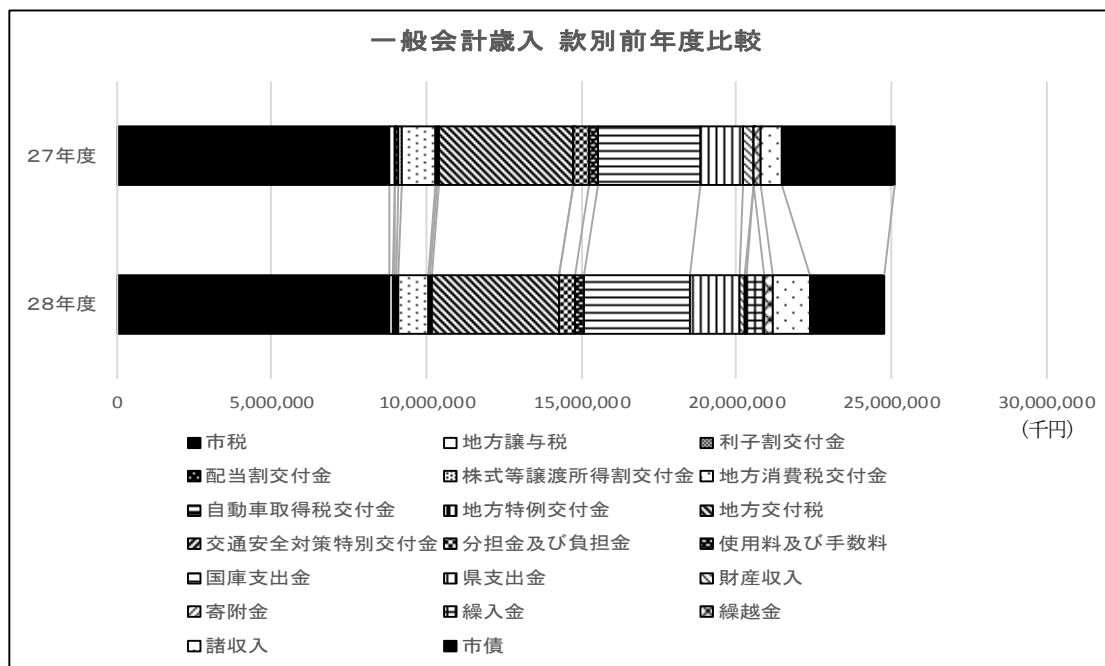 一般会計歳入 款別前年度比較
27年度
28年度
0 5,000,000 10,000,000 15,000,000 20,000,000 25,000,000 30,000,000
(千円)
市税 地方譲与税 利子割交付金
配当割交付金 株式等譲渡所得割交付金 地方消費税交付金
自動車取得税交付金 地方特例交付金 地方交付税
交通安全対策特別交付金 分担金及び負担金 使用料及び手数料
国庫支出金 県支出金 財産収入
寄附金 繰入金 繰越金
諸収入 市債